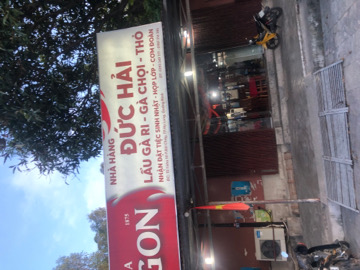 NHÀ HÀNG
ĐỨC HẢI
LẨU GÀ RI - GÀ CHỌI - THỎ
NHẬN ĐẶT TIỆC SINH NHẬT - HỌP LỚP - CƠM ĐOÀN
1875
GON